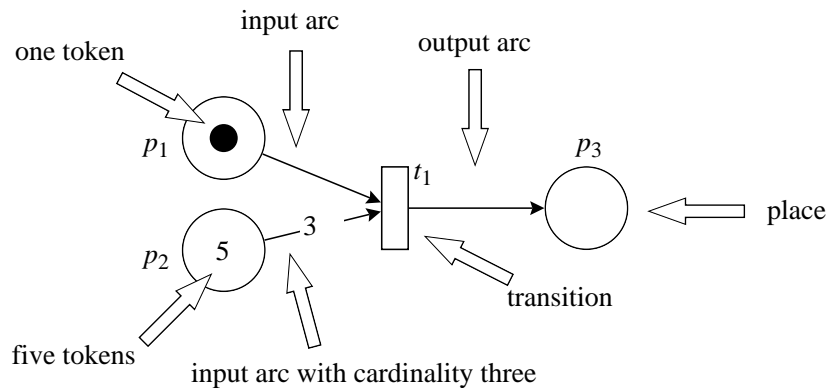 input arc
output arc
one token
p1
t1
p3
3
place
p2
5
transition
five tokens
input arc with cardinality three